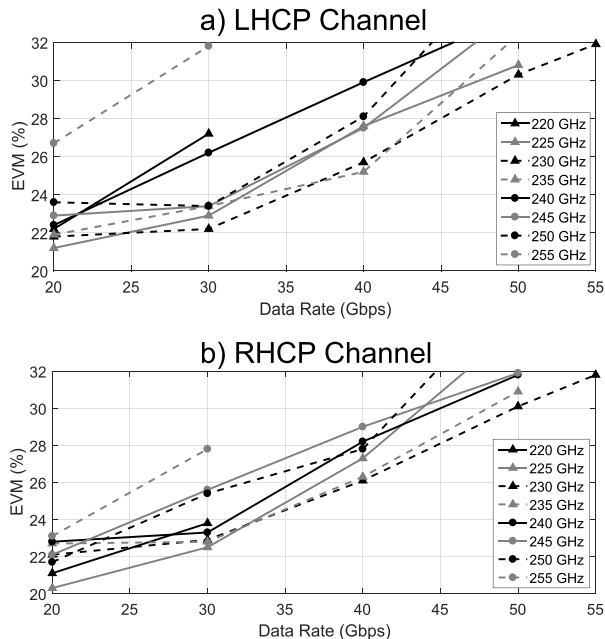 a) LHCP Channel
32
30
28
26
24
22
20
EVM (%)
20 25 30 35 40 45 50 55
Data Rate (Gbps)
220 GHz
225 GHz
230 GHz
235 GHz
240 GHz
245 GHz
250 GHz
255 GHz
b) RHCP Channel
32
30
28
26
24
22
20
EVM (%)
20 25 30 35 40 45 50 55
Data Rate (Gbps)
220 GHz
225 GHz
230 GHz
235 GHz
240 GHz
245 GHz
250 GHz
255 GHz